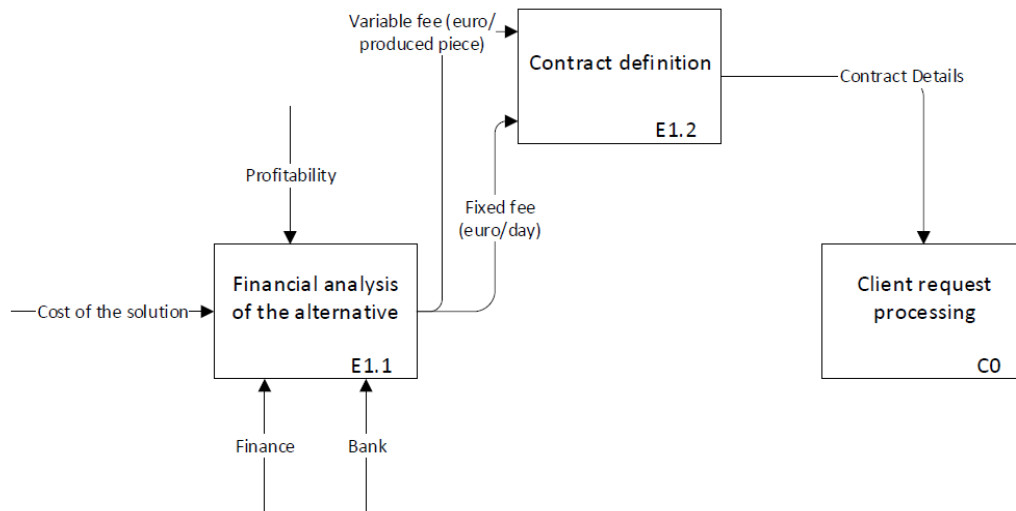 Variable fee (euro/
produced piece)
Contract definition
E1.2
Contract Details
Profitability
Fixed fee
(euro/day)
Cost of the solution
Financial analysis
of the alternative
E1.1
Client request
processing
C0
Finance
Bank